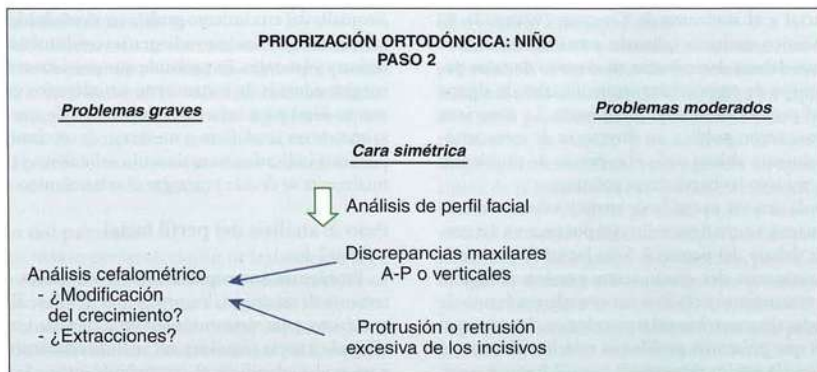 PRIORIZACIÓN ORTODÓNCICA: NIÑO
PASO 2
Problemas graves
Problemas moderados
Cara simétrica
Análisis de perfil facial
Discrepancias maxilares
A-P o verticales
Análisis cefalométrico
- ¿Modificación
del crecimiento?
- ¿Extracciones?
Protrusión o retrusión
excesiva de los incisivos